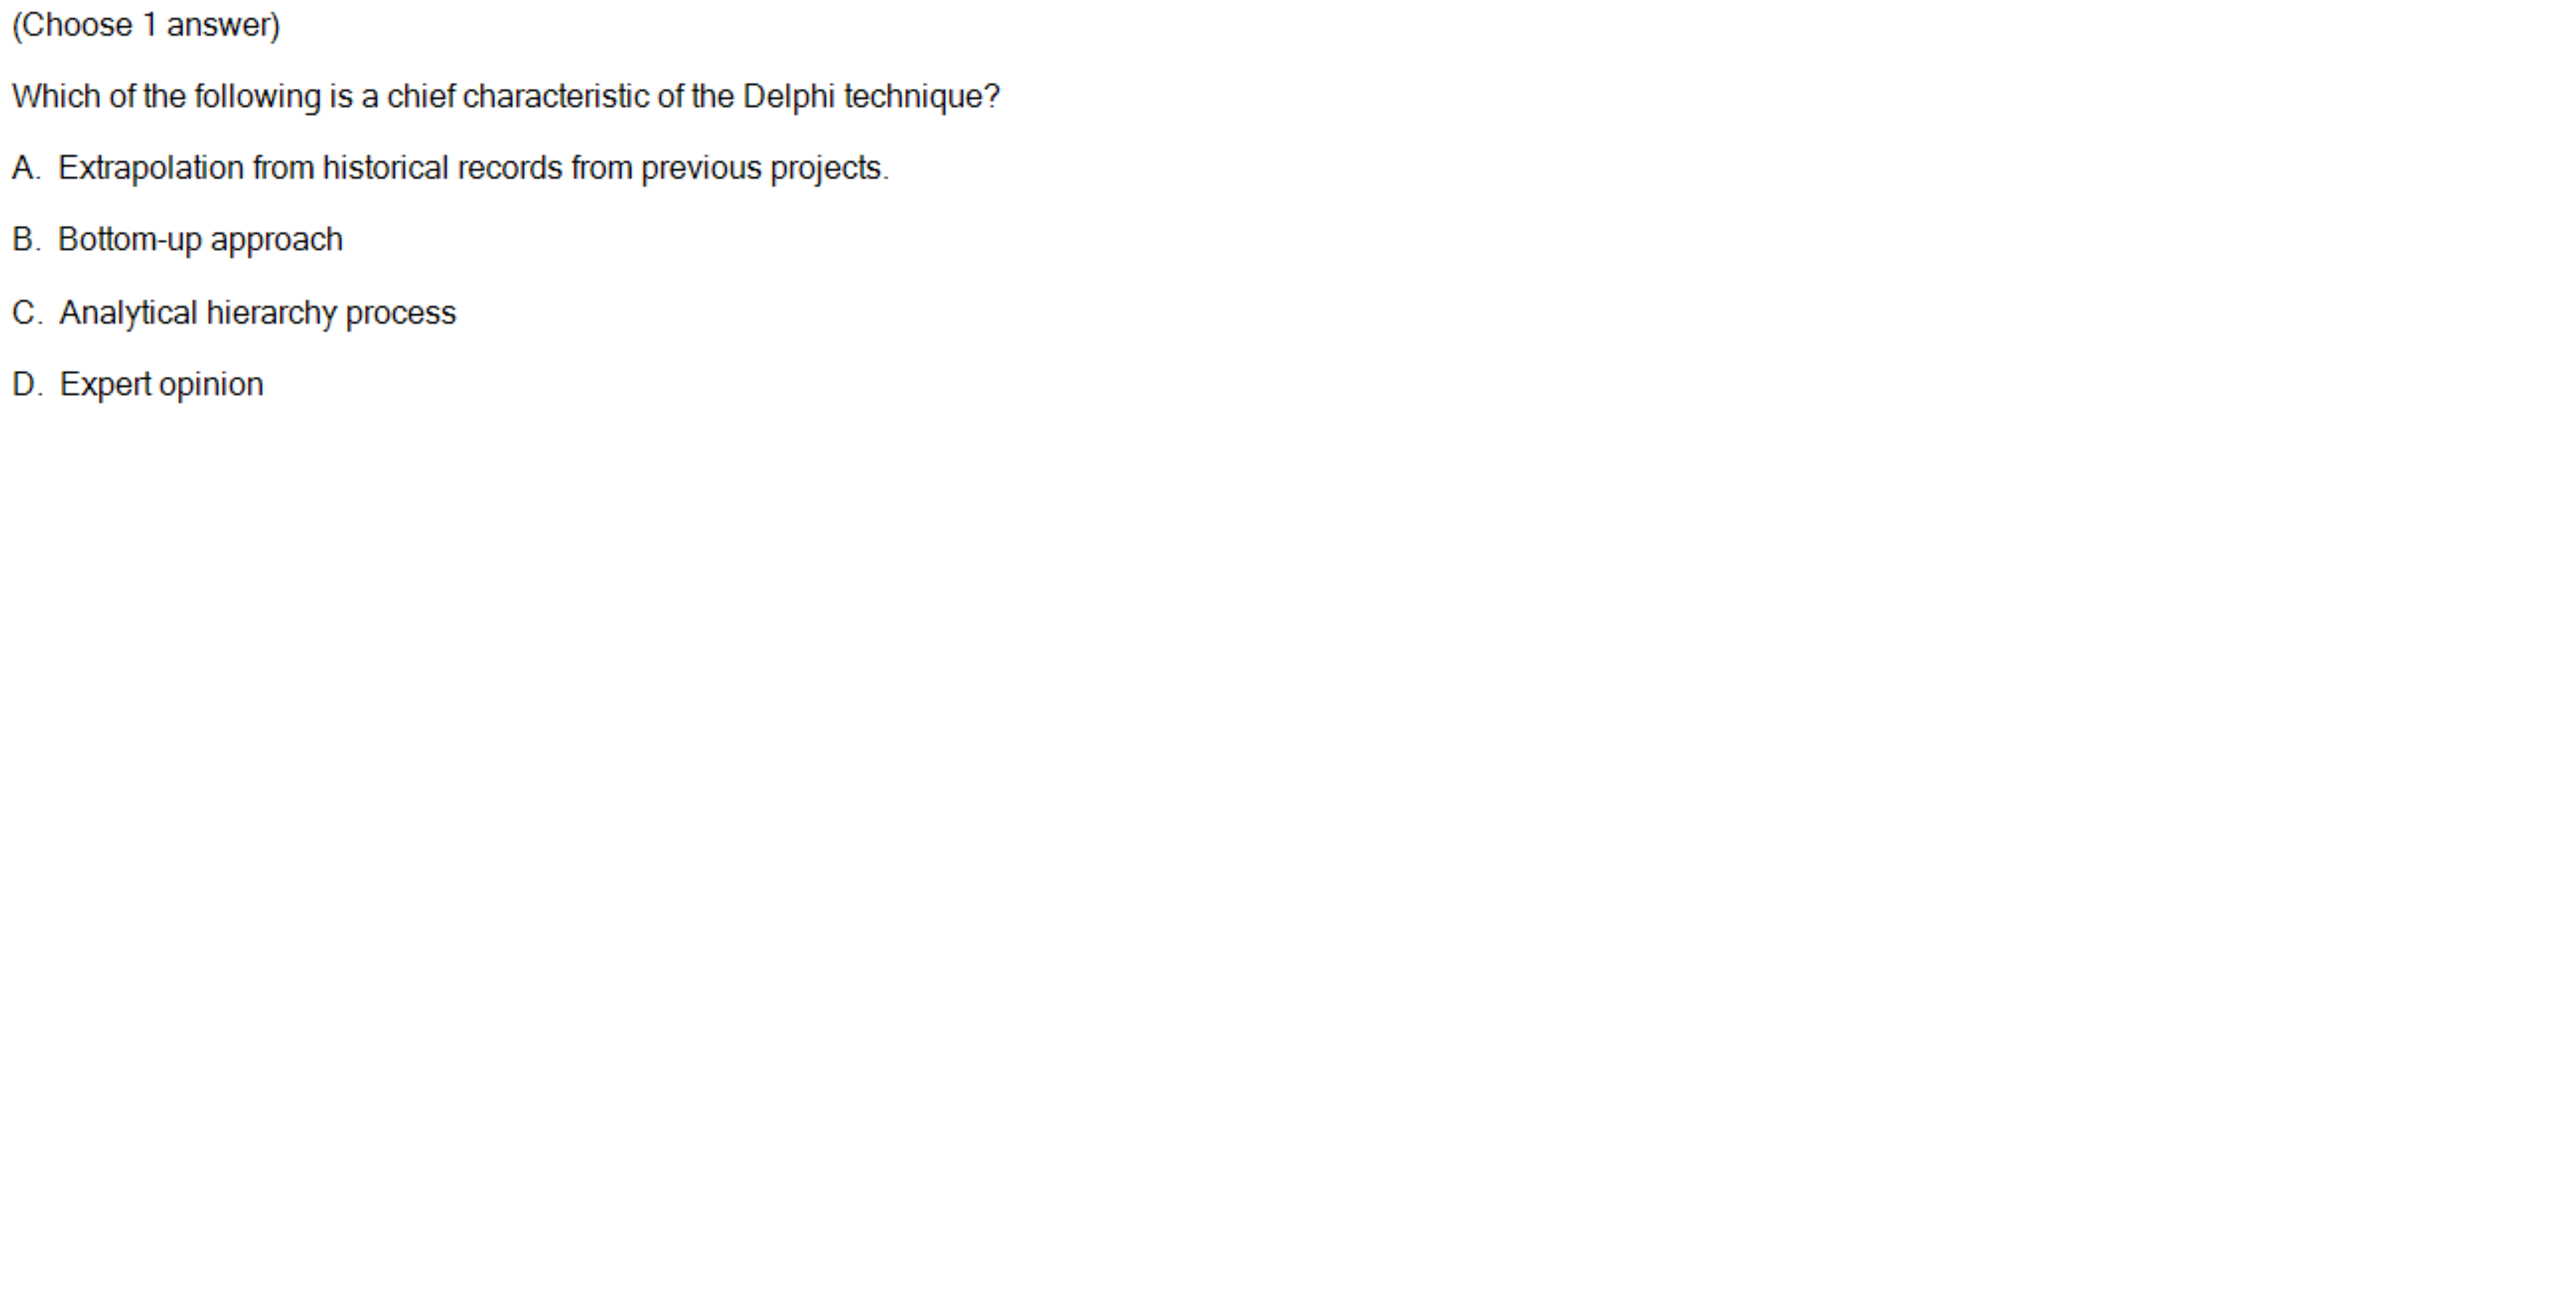 (Choose 1 answer)
Which of the following is a chief characteristic of the Delphi technique?
A. Extrapolation from historical records from previous projects.
B. Bottom-up approach
C. Analytical hierarchy process
D. Expert opinion